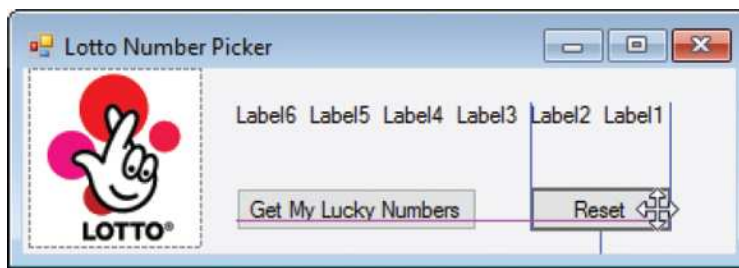 Lotto Number Picker
Label6 Label5 Label4 Label3 Label2 Label1
Get My Lucky Numbers Reset
LOTTO®